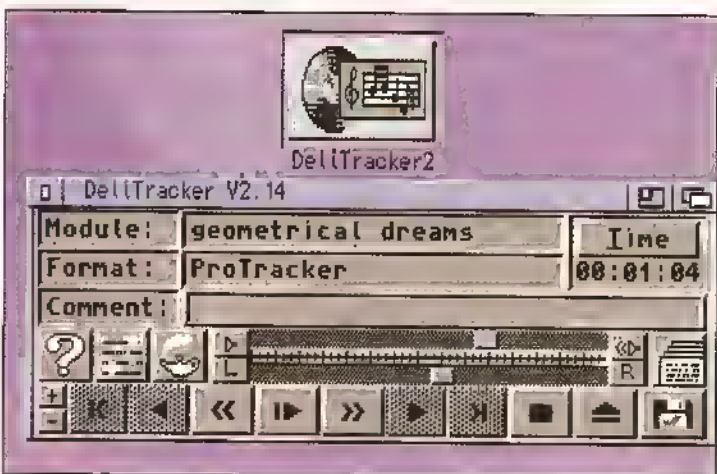 DeliTracker2
DeliTracker V2.14
Module: geometrical dreams
Time
Format: ProTracker
00:01:04
Comment:
L
R